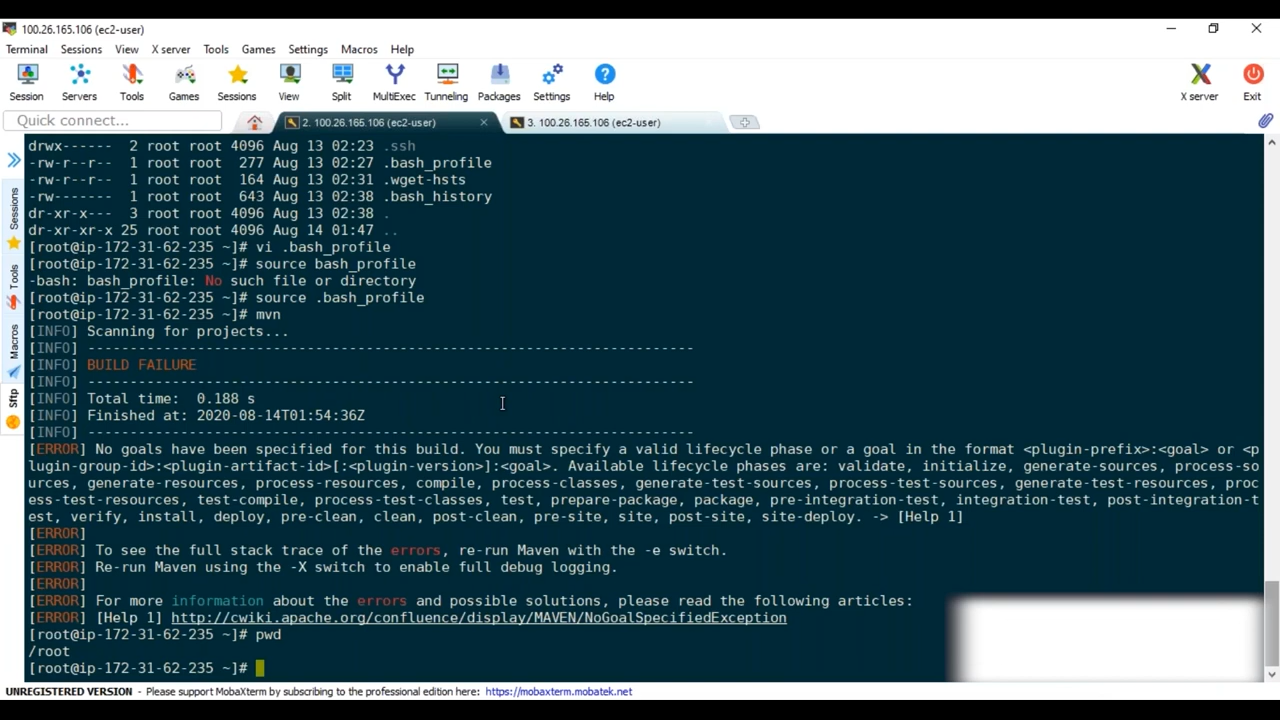 100.26.165.106 (ec2-user)
Terminal Sessions View X server Tools Games Settings Macros Help
Session Servers Tools Games Sessions View Split MultiExec Tunneling Packages Settings Help X server Exit
Quick connect... 2. 100.26.165.106 (ec2-user) 3. 100.26.165.106 (ec2-user)
Sessions
Tools
Macros
Sftp
drwx------ 2 root root 4096 Aug 13 02:23 .ssh
-rw-r--r-- 1 root root 277 Aug 13 02:27 .bash_profile
-rw-r--r-- 1 root root 164 Aug 13 02:31 .wget-hsts
-rw------- 1 root root 643 Aug 13 02:38 .bash_history
dr-xr-x--- 3 root root 4096 Aug 13 02:38 .
dr-xr-xr-x 25 root root 4096 Aug 14 01:47 ..
[root@ip-172-31-62-235 ~]# vi .bash_profile
[root@ip-172-31-62-235 ~]# source bash_profile
-bash: bash_profile: No such file or directory
[root@ip-172-31-62-235 ~]# source .bash_profile
[root@ip-172-31-62-235 ~]# mvn
[INFO] Scanning for projects...
[INFO] ------------------------------------------------------------------------
[INFO] BUILD FAILURE
[INFO] ------------------------------------------------------------------------
[INFO] Total time: 0.188 s
[INFO] Finished at: 2020-08-14T01:54:36Z
[INFO] ------------------------------------------------------------------------
[ERROR] No goals have been specified for this build. You must specify a valid lifecycle phase or a goal in the format <plugin-prefix>:<goal> or <p
lugin-group-id>:<plugin-artifact-id>[:<plugin-version>]:<goal>. Available lifecycle phases are: validate, initialize, generate-sources, process-so
urces, generate-resources, process-resources, compile, process-classes, generate-test-sources, process-test-sources, generate-test-resources, proc
ess-test-resources, test-compile, process-test-classes, test, prepare-package, package, pre-integration-test, integration-test, post-integration-t
est, verify, install, deploy, pre-clean, clean, post-clean, pre-site, site, post-site, site-deploy. -> [Help 1]
[ERROR]
[ERROR] To see the full stack trace of the errors, re-run Maven with the -e switch.
[ERROR] Re-run Maven using the -X switch to enable full debug logging.
[ERROR]
[ERROR] For more information about the errors and possible solutions, please read the following articles:
[ERROR] [Help 1] http://cwiki.apache.org/confluence/display/MAVEN/NoGoalSpecifiedException
[root@ip-172-31-62-235 ~]# pwd
/root
[root@ip-172-31-62-235 ~]#
UNREGISTERED VERSION - Please support MobaXterm by subscribing to the professional edition here: https://mobaxterm.mobatek.net